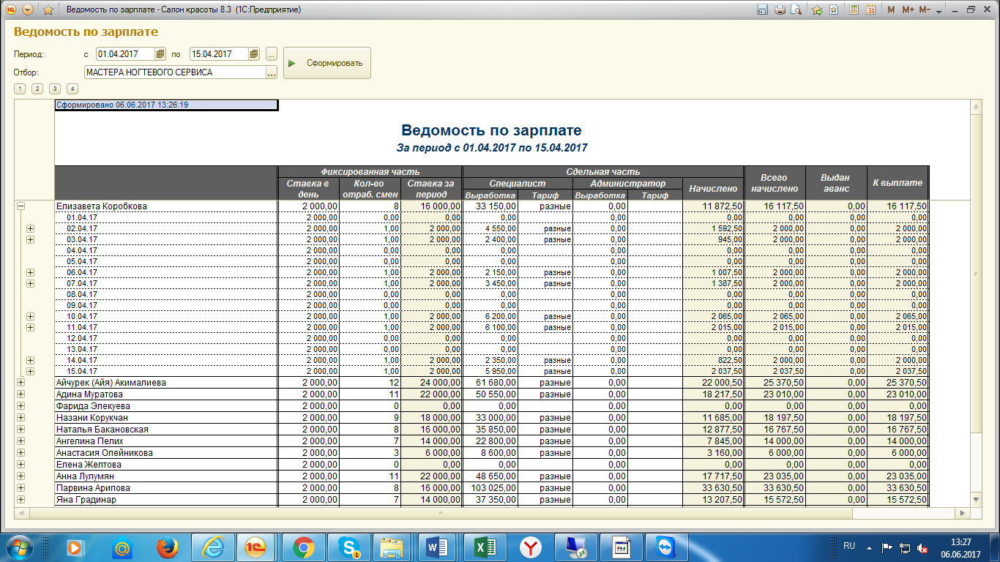 Ведомость по зарплате - Салон красоты 8.3 (1С:Предприятие)
M M+ M-
Ведомость по зарплате
Период: с 01.04.2017 по 15.04.2017 ...
Сформировать
Отбор: МАСТЕРА НОГТЕВОГО СЕРВИСА ...
1 2 3 4
Сформировано 06.06.2017 13:26:19
Ведомость по зарплате
За период с 01.04.2017 по 15.04.2017
Фиксированная часть Сдельная часть Всего начислено Выдан аванс К выплате
Ставка в день Кол-во отраб. смен Ставка за период Специалист Администратор Начислено
Выработка Тариф Выработка Тариф
Елизавета Коробкова 2 000,00 8 16 000,00 33 150,00 разные 0,00 11 872,50 16 117,50 0,00 16 117,50
01.04.17 2 000,00 0,00 0,00 0,00 0,00 0,00 0,00 0,00 0,00
02.04.17 2 000,00 1,00 2 000,00 4 550,00 разные 0,00 1 592,50 2 000,00 0,00 2 000,00
03.04.17 2 000,00 1,00 2 000,00 2 400,00 разные 0,00 945,00 2 000,00 0,00 2 000,00
04.04.17 2 000,00 0,00 0,00 0,00 0,00 0,00 0,00 0,00 0,00
05.04.17 2 000,00 0,00 0,00 0,00 0,00 0,00 0,00 0,00 0,00
06.04.17 2 000,00 1,00 2 000,00 2 150,00 разные 0,00 1 007,50 2 000,00 0,00 2 000,00
07.04.17 2 000,00 1,00 2 000,00 3 450,00 разные 0,00 1 387,50 2 000,00 0,00 2 000,00
08.04.17 2 000,00 0,00 0,00 0,00 0,00 0,00 0,00 0,00 0,00
09.04.17 2 000,00 0,00 0,00 0,00 0,00 0,00 0,00 0,00 0,00
10.04.17 2 000,00 1,00 2 000,00 6 200,00 разные 0,00 2 065,00 2 065,00 0,00 2 065,00
11.04.17 2 000,00 1,00 2 000,00 6 100,00 разные 0,00 2 015,00 2 015,00 0,00 2 015,00
12.04.17 2 000,00 0,00 0,00 0,00 0,00 0,00 0,00 0,00 0,00
13.04.17 2 000,00 0,00 0,00 0,00 0,00 0,00 0,00 0,00 0,00
14.04.17 2 000,00 1,00 2 000,00 2 350,00 разные 0,00 822,50 2 000,00 0,00 2 000,00
15.04.17 2 000,00 1,00 2 000,00 5 950,00 разные 0,00 2 037,50 2 037,50 0,00 2 037,50
Айчурек (Айя) Акималиева 2 000,00 12 24 000,00 61 680,00 разные 0,00 22 000,50 25 370,50 0,00 25 370,50
Адина Муратова 2 000,00 11 22 000,00 50 550,00 разные 0,00 18 217,50 23 010,00 0,00 23 010,00
Фарида Элекуева 2 000,00 0 0,00 0,00 0,00 0,00 0,00 0,00 0,00
Назани Корукчан 2 000,00 9 18 000,00 33 000,00 разные 0,00 11 685,00 18 197,50 0,00 18 197,50
Наталья Бакановская 2 000,00 8 16 000,00 35 850,00 разные 0,00 12 877,50 16 767,50 0,00 16 767,50
Ангелина Пелих 2 000,00 7 14 000,00 22 800,00 разные 0,00 7 845,00 14 000,00 0,00 14 000,00
Анастасия Олейникова 2 000,00 3 6 000,00 8 600,00 разные 0,00 3 160,00 6 000,00 0,00 6 000,00
Елена Желтова 2 000,00 0 0,00 0,00 0,00 0,00 0,00 0,00 0,00
Анна Лулумян 2 000,00 11 22 000,00 48 650,00 разные 0,00 17 717,50 23 035,00 0,00 23 035,00
Парвина Арипова 2 000,00 8 16 000,00 103 025,00 разные 0,00 33 630,50 33 630,50 0,00 33 630,50
Яна Градинар 2 000,00 7 14 000,00 37 350,00 разные 0,00 13 207,50 15 572,50 0,00 15 572,50
RU 13:27
06.06.2017